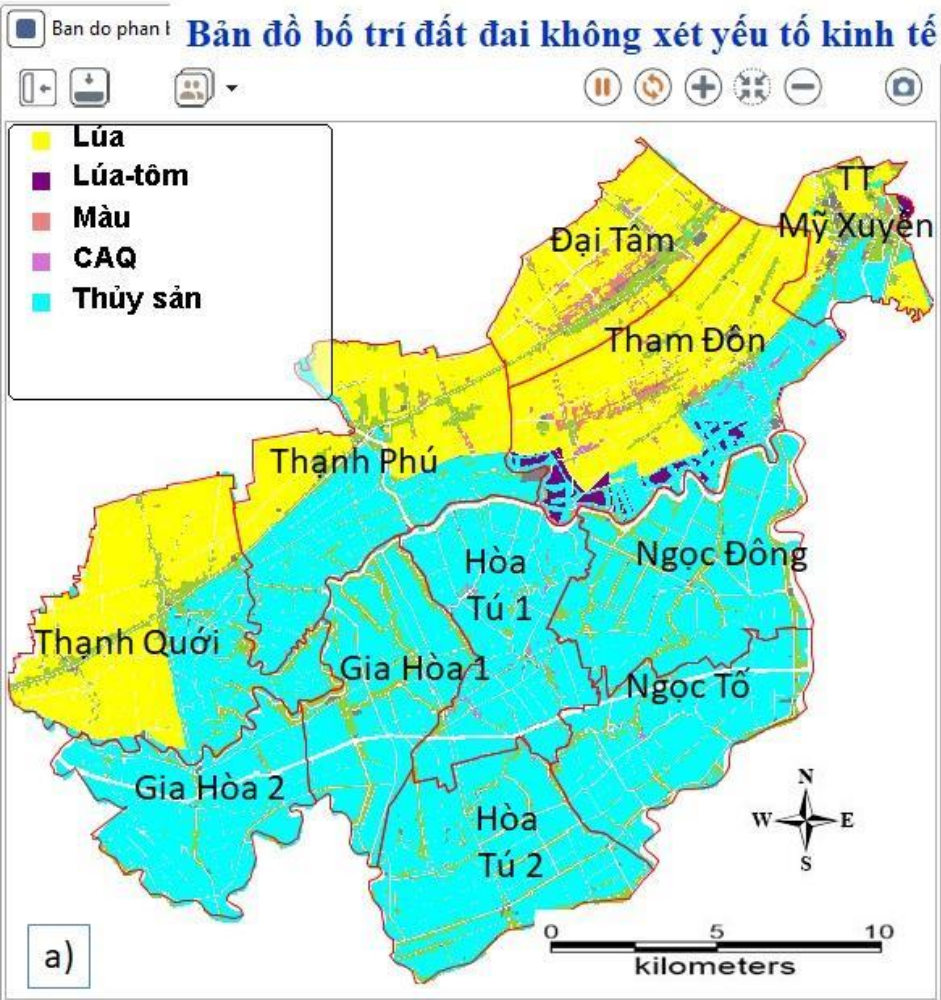 Ban do phan b
Bản đồ bố trí đất đai không xét yếu tố kinh tế
Lúa
Lúa-tôm
Màu
CAQ
Thủy sản
TT
Mỹ Xuyên
Đại Tâm
Tham Đôn
Thạnh Phú
Hòa
Tú 1
Ngọc Đông
Thạnh Quới
Gia Hòa 1
Ngọc Tố
Gia Hòa 2
Hòa
Tú 2
N
W E
S
0 5 10
kilometers
a)